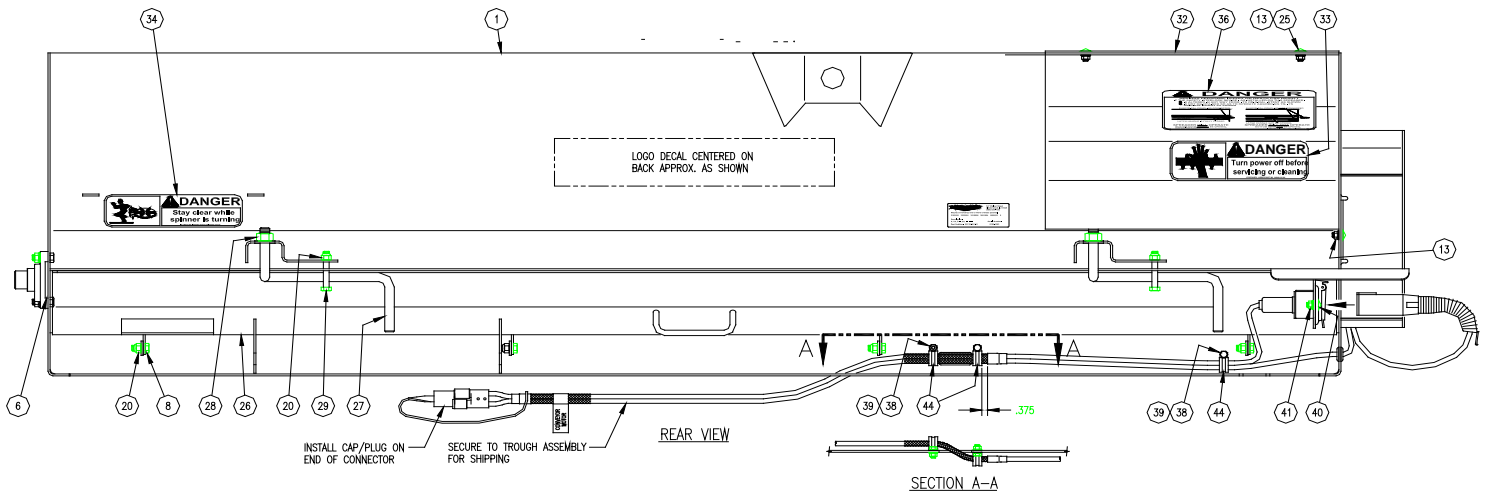 34
1
32
36
13
25
33
DANGER
LOGO DECAL CENTERED ON
BACK APPROX. AS SHOWN
DANGER
Turn power off before
servicing or cleaning
DANGER
Stay clear while
spinner is turning
13
A
A
6
20
8
28
26
20
29
27
39
38
44
.375
39
38
44
41
40
CONVEYOR
MOTOR
INSTALL CAP/PLUG ON
END OF CONNECTOR
SECURE TO TROUGH ASSEMBLY
FOR SHIPPING
REAR VIEW
SECTION A-A